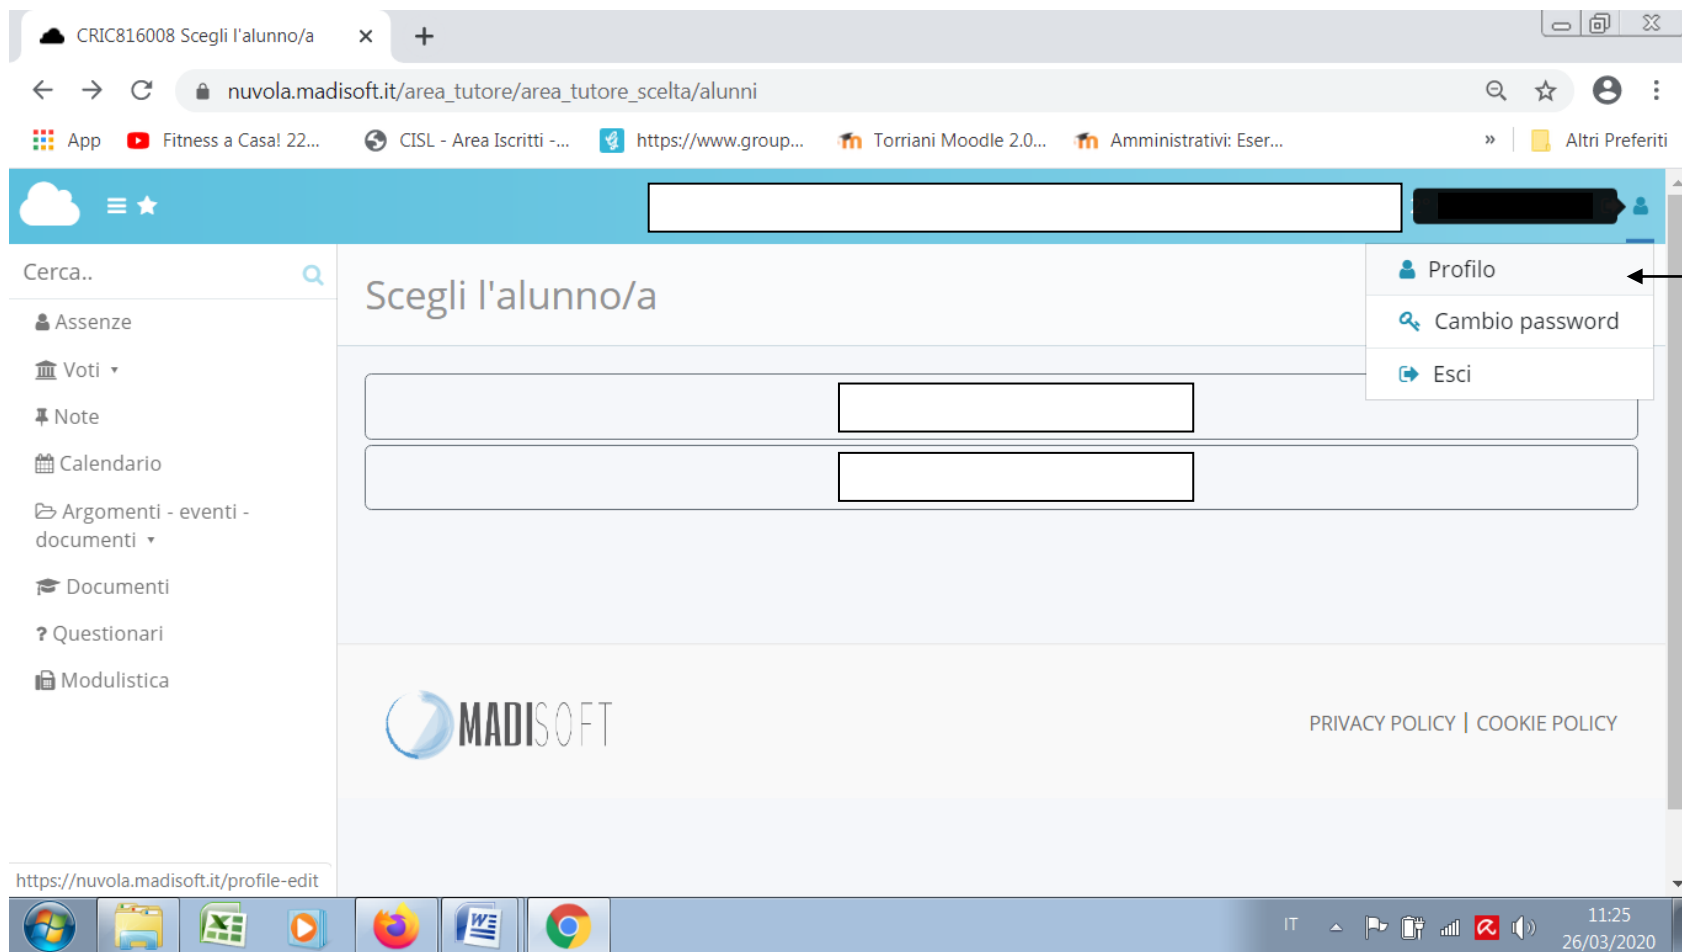 CRIC816008 Scegli l'alunno/a
nuvola.madisoft.it/area_tutore/area_tutore_scelta/alunni
App
Fitness a Casa! 22...
CISL - Area Iscritti -...
https://www.group...
Torriani Moodle 2.0...
Amministrativi: Eser...
»
Altri Preferiti
Cerca..
Assenze
Voti
Note
Calendario
Argomenti - eventi -
documenti
Documenti
Questionari
Modulistica
Scegli l'alunno/a
Profilo
Cambio password
Esci
MADISOFT
PRIVACY POLICY | COOKIE POLICY
https://nuvola.madisoft.it/profile-edit
IT
11:25
26/03/2020